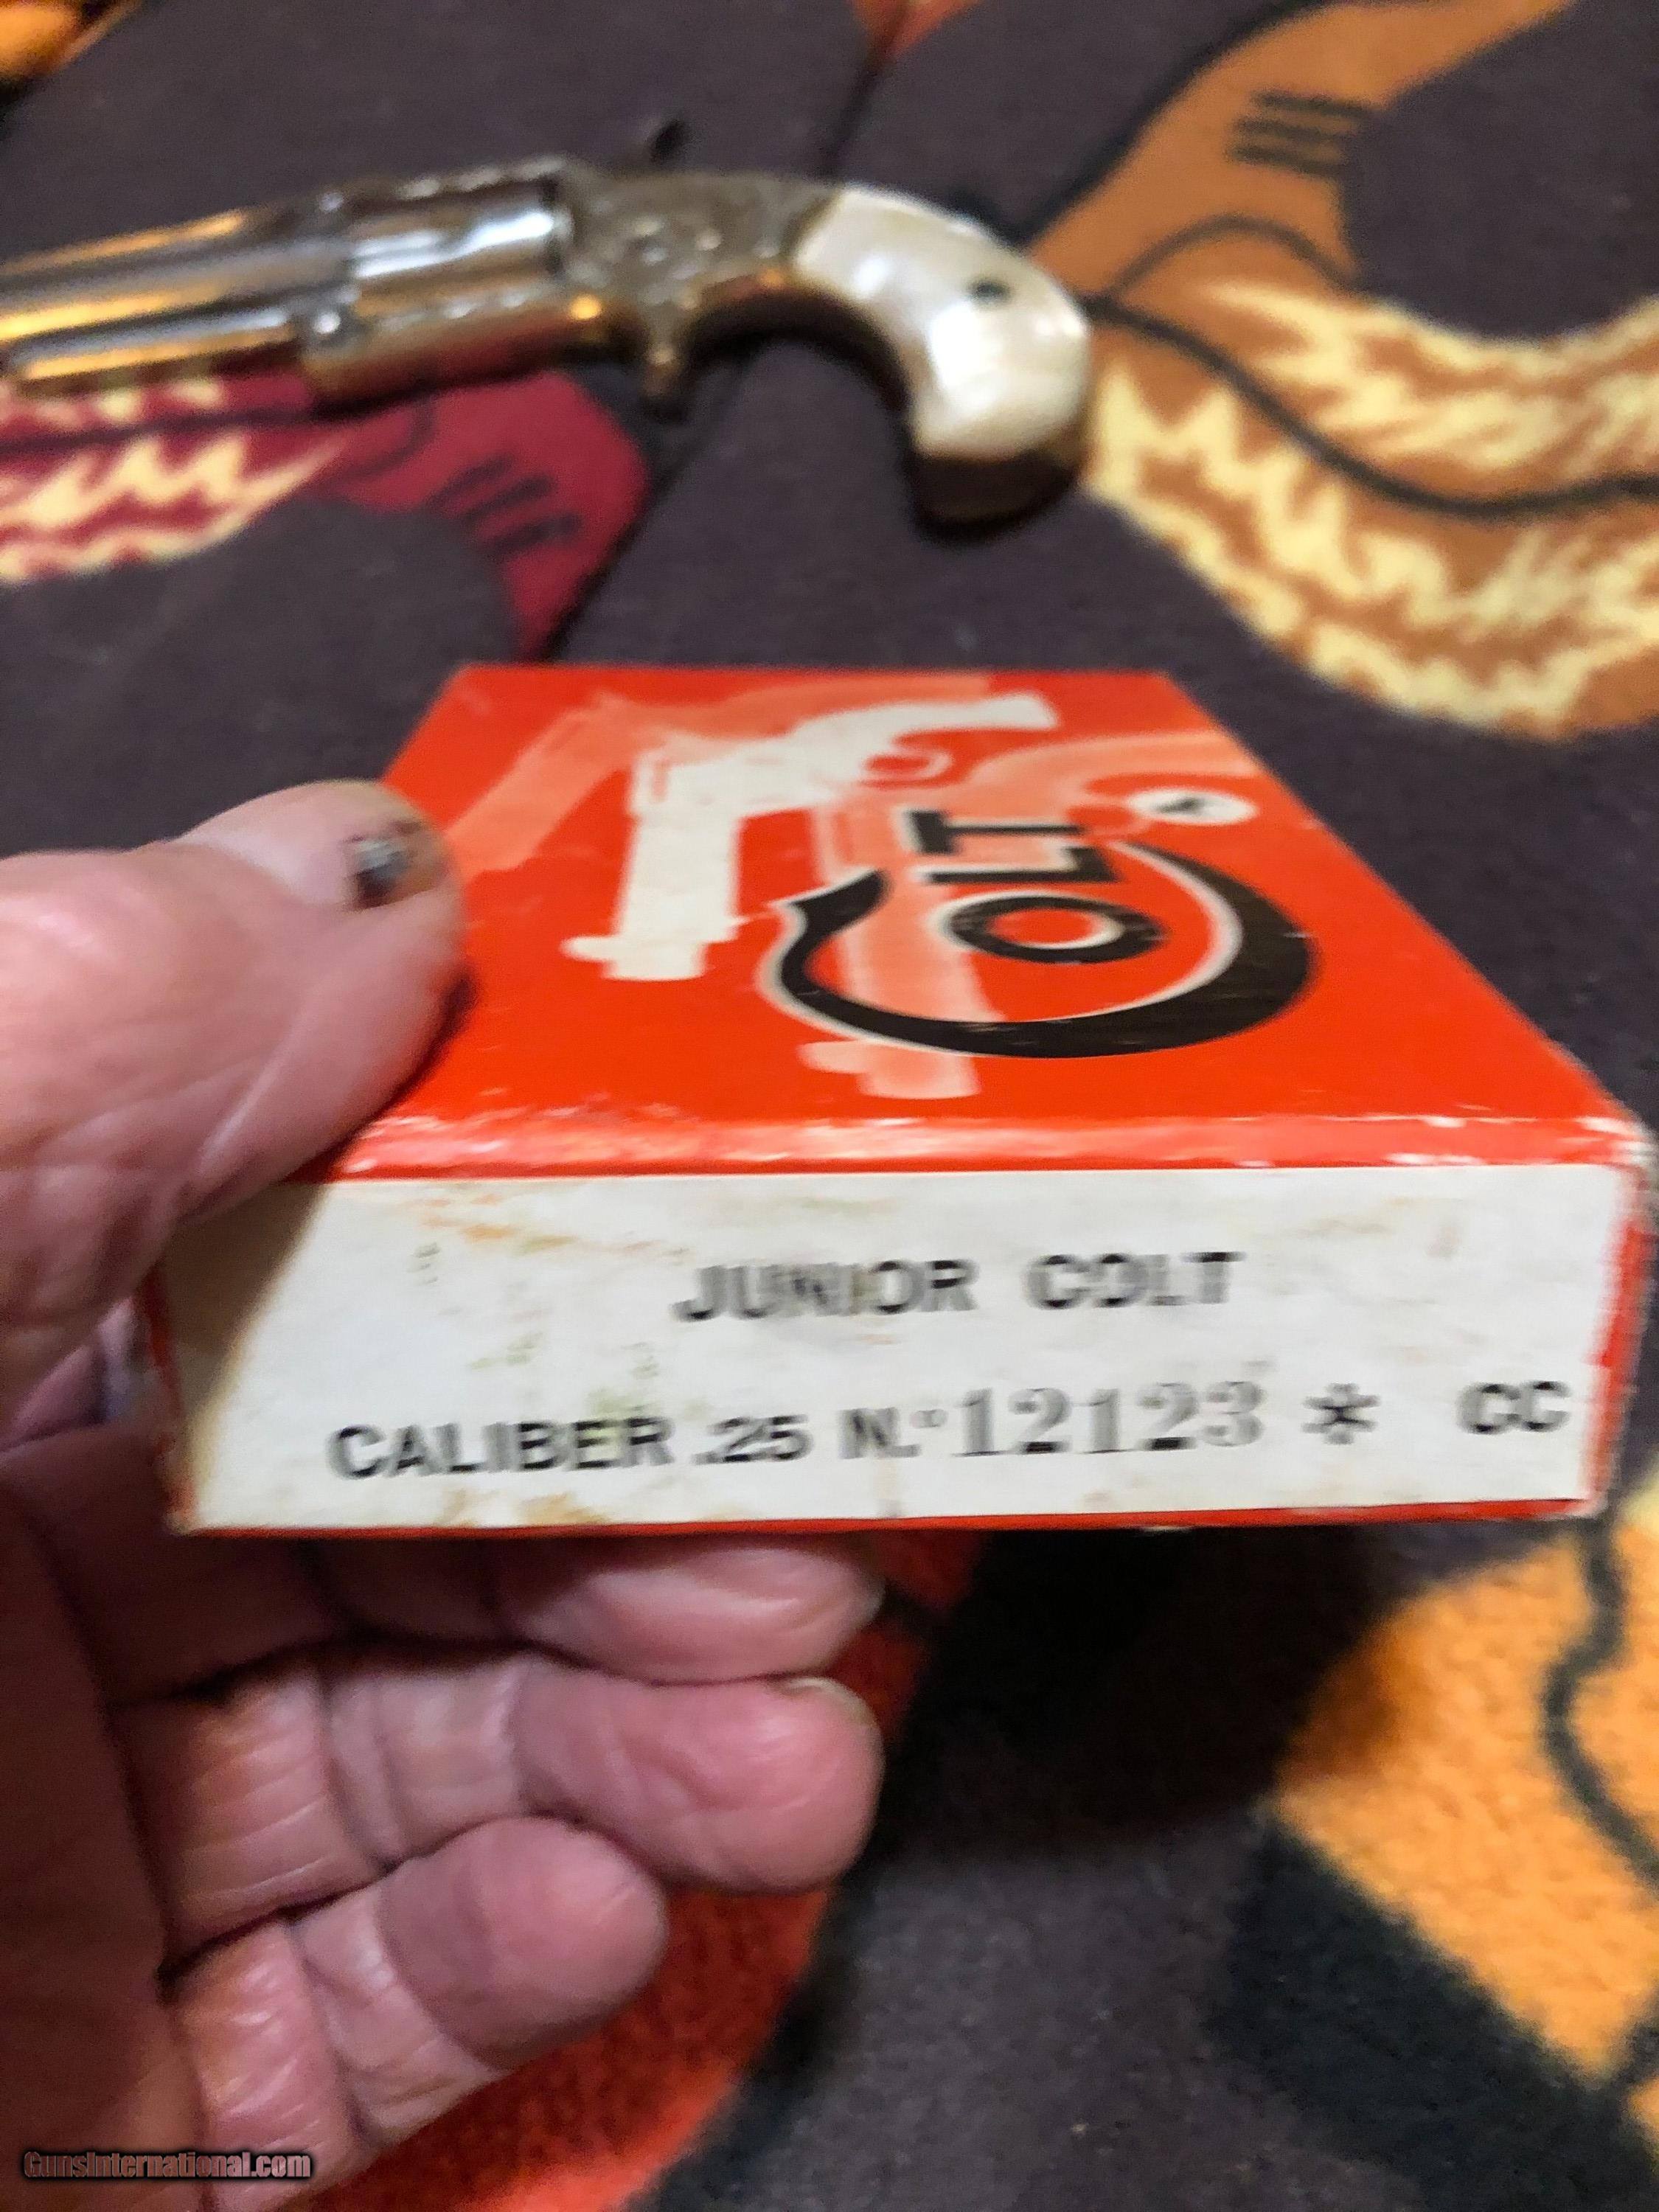 COLT
JUNIOR COLT
CALIBER .25 N.º 12123 * CC
GunsInternational.com